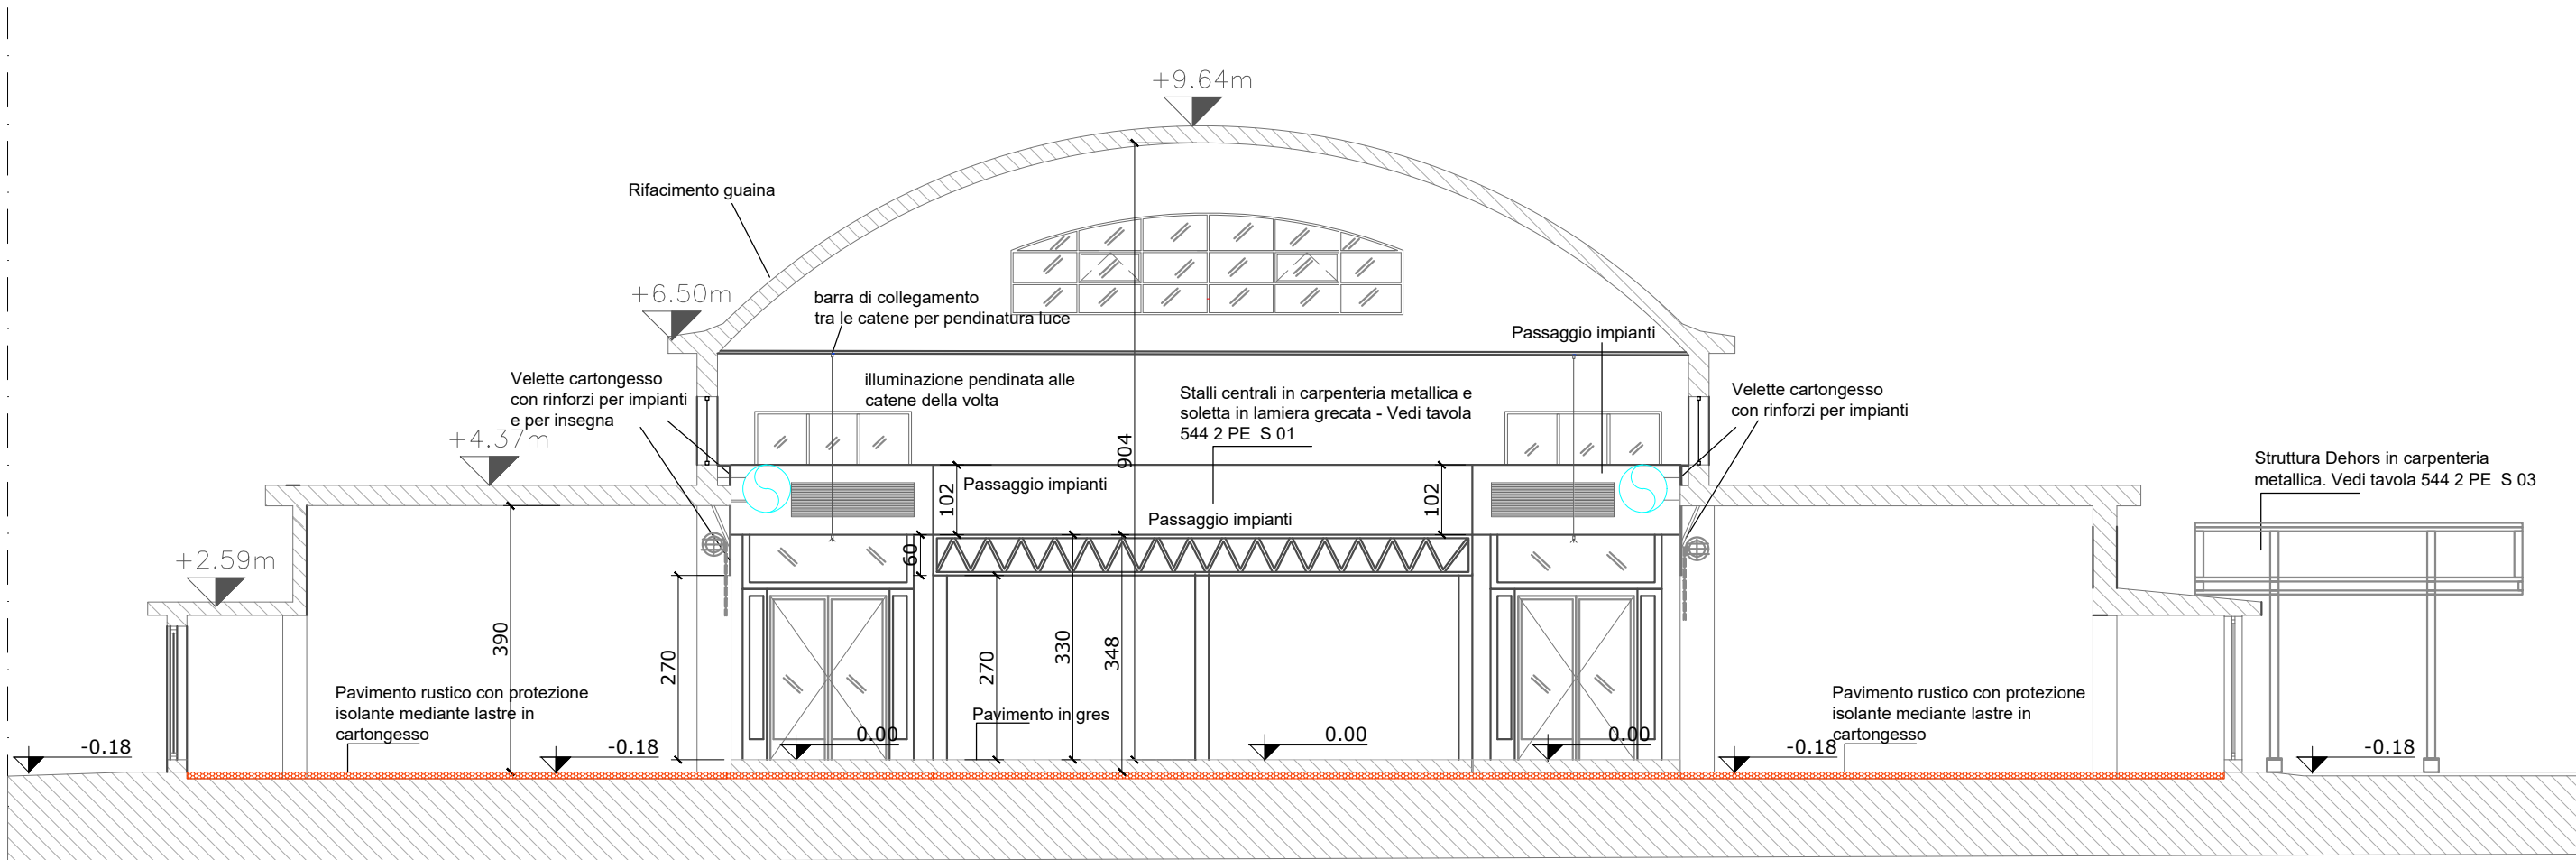 +9.64m
Rifacimento guaina
+6.50m
barra di collegamento
tra le catene per pendinatura luce
Passaggio impianti
Velette cartongesso
con rinforzi per impianti
e per insegna
illuminazione pendinata alle
catene della volta
Stalli centrali in carpenteria metallica e
soletta in lamiera grecata - Vedi tavola
544 2 PE  S 01
Velette cartongesso
con rinforzi per impianti
+4.37m
904
Struttura Dehors in carpenteria
metallica. Vedi tavola 544 2 PE  S 03
102
Passaggio impianti
102
Passaggio impianti
+2.59m
60
390
270
270
330
348
Pavimento rustico con protezione
isolante mediante lastre in
cartongesso
Pavimento in gres
Pavimento rustico con protezione
isolante mediante lastre in
cartongesso
-0.18
-0.18
0.00
0.00
0.00
-0.18
-0.18